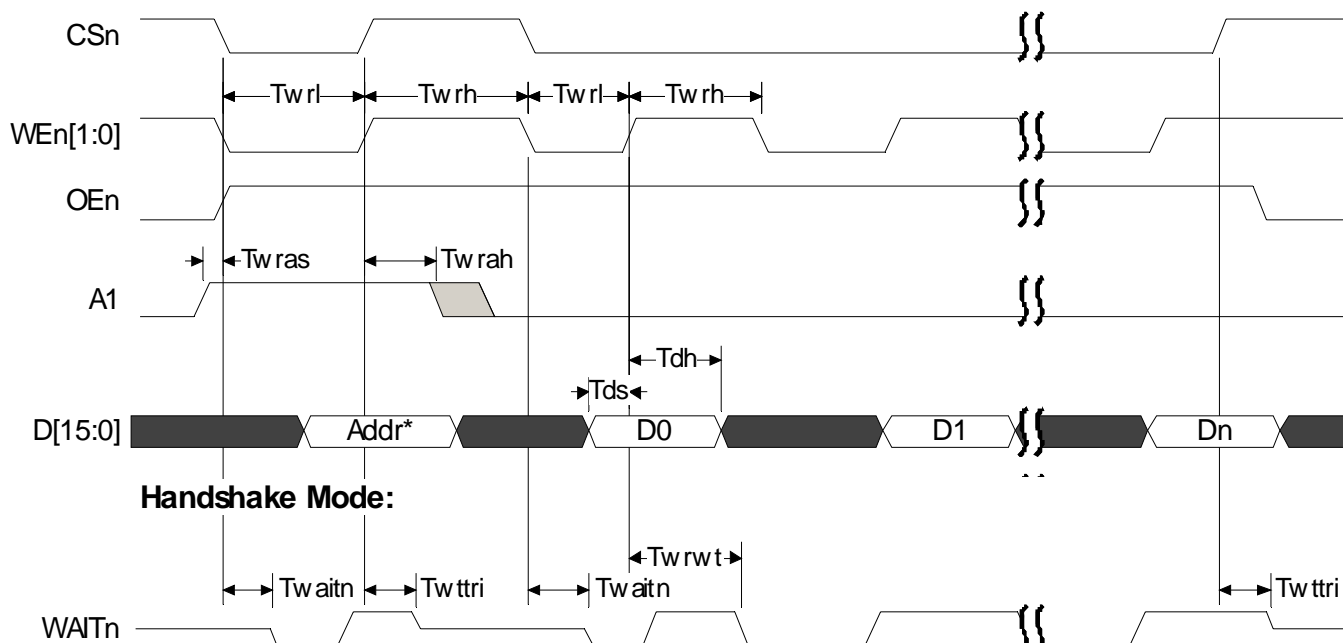 CSn
Twrl Twrh Twrl Twrh
WEn[1:0]
OEn
Twras Twrah
A1
Tdh
Tds
D[15:0] Addr* D0 D1 Dn
Handshake Mode:
Twrwt
Twaitn Twttri Twaitn Twttri
WAITn